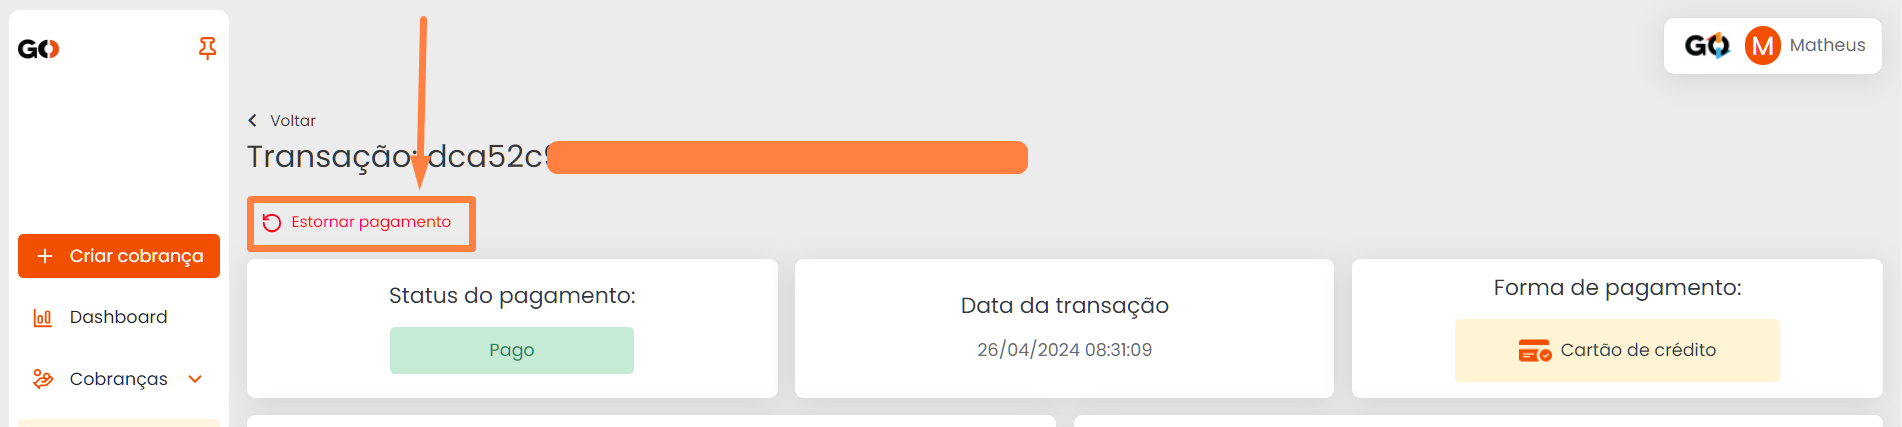 GO
GO M Matheus
Voltar
Transação: dca52c
Estornar pagamento
Criar cobrança
Status do pagamento:
Data da transação
Forma de pagamento:
Dashboard
Pago
26/04/2024 08:31:09
Cartão de crédito
Cobranças